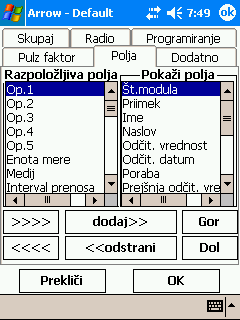 Arrow - Default 7:49 ok
Skupaj Radio Programiranje
Pulz faktor Polja Dodatno
Razpoložljiva polja
Op.1
Op.2
Op.3
Op.4
Op.5
Enota mere
Medij
Interval prenosa
Pokaži polja
Št.modula
Priimek
Ime
Naslov
Odčit. vrednost
Odčit. datum
Poraba
Prejšnja odčit. vre
>>>> dodaj>> Gor
<<<< <<odstrani Dol
Prekliči OK